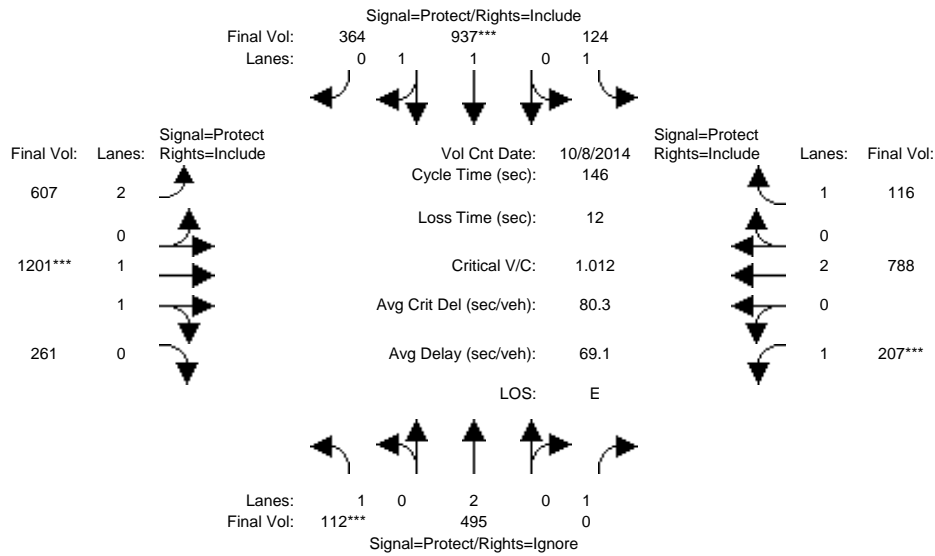 Signal=Protect/Rights=Include
Final Vol: 364 937*** 124
Lanes: 0 1 1 0 1
Signal=Protect Signal=Protect
Final Vol: Lanes: Rights=Include Vol Cnt Date: 10/8/2014 Rights=Include Lanes: Final Vol:
Cycle Time (sec): 146
607 2 1 116
Loss Time (sec): 12
0 0
1201*** 1 Critical V/C: 1.012 2 788
1 Avg Crit Del (sec/veh): 80.3 0
261 0 Avg Delay (sec/veh): 69.1 1 207***
LOS: E
Lanes: 1 0 2 0 1
Final Vol: 112*** 495 0
Signal=Protect/Rights=Ignore